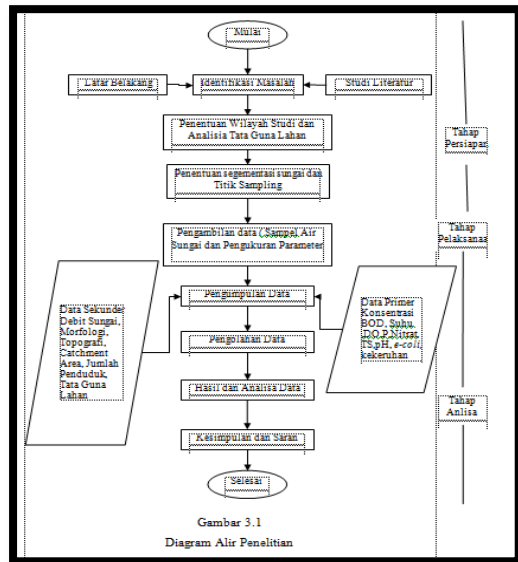 Mulai
Latar Belakang
Identifikasi Masalan
Studi Literatur
Penentuan Wilayah Studi dan
Analisia Tata Guna Lahan
Penentuan segementasi sungai dan
Titik Sampling
Pengambilan data (Sampel) Air
Sungai dan Pengukuran Parameter
Pengumpulan Data
Data Sekunder
Debit Sungai,
Morfologi,
Topografi,
Catchment
Area, Jumlah
Penduduk,
Tata Guna
Lahan
Data Primer
Konsentrasi
BOD, Suhu,
DO,P,Nitrat,
TS,pH, e-coli,
kekeruhan
Pengolahan Data
Hasil dan Analisa Data
Kesimpulan dan Saran
Selesai
Tahap
Persiapan
Tahap
Pelaksanaa
Tahap
Anlisa
Gambar 3.1
Diagram Alir Penelitian